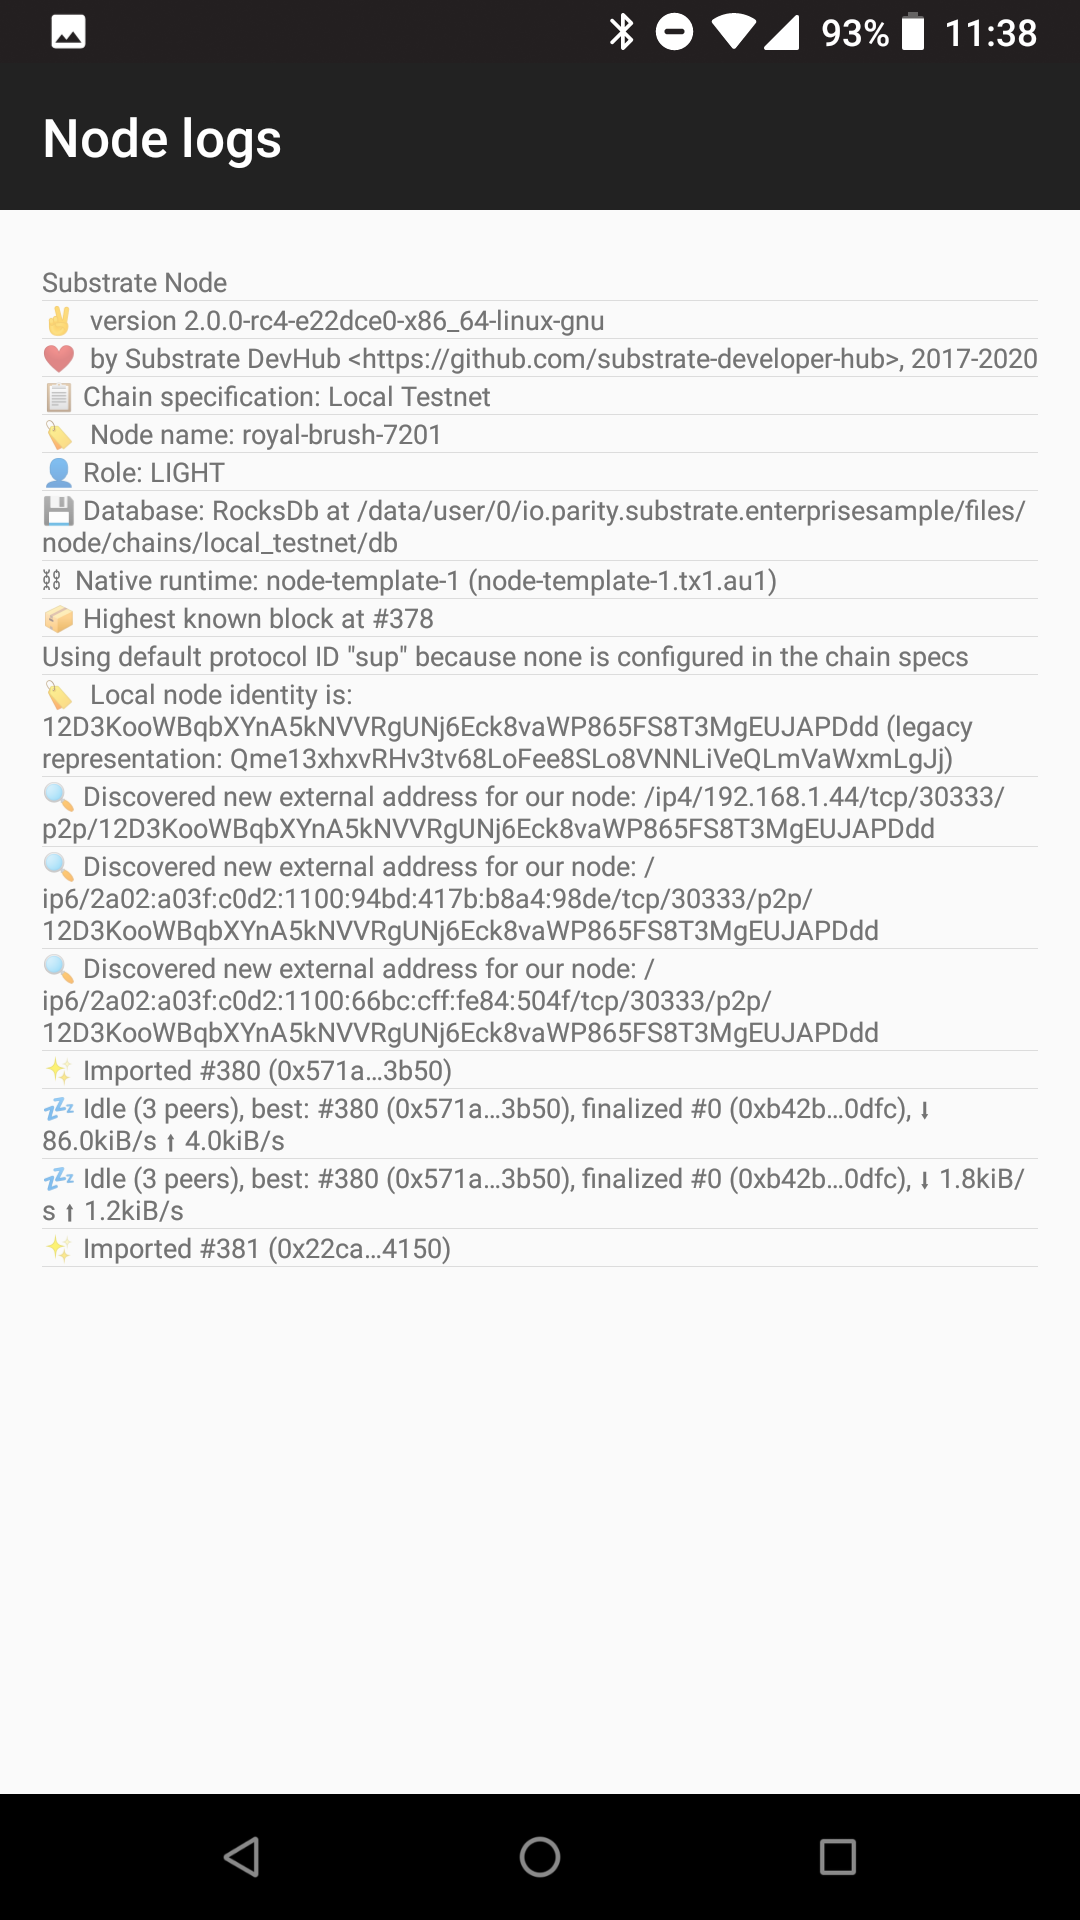 93% 11:38
Node logs
Substrate Node
✌️ version 2.0.0-rc4-e22dce0-x86_64-linux-gnu
❤️ by Substrate DevHub <https://github.com/substrate-developer-hub>, 2017-2020
📋 Chain specification: Local Testnet
🏷 Node name: royal-brush-7201
👤 Role: LIGHT
💾 Database: RocksDb at /data/user/0/io.parity.substrate.enterprisesample/files/
node/chains/local_testnet/db
⛓ Native runtime: node-template-1 (node-template-1.tx1.au1)
📦 Highest known block at #378
Using default protocol ID "sup" because none is configured in the chain specs
🏷 Local node identity is:
12D3KooWBqbXYnA5kNVVRgUNj6Eck8vaWP865FS8T3MgEUJAPDdd (legacy
representation: Qme13xhxvRHv3tv68LoFee8SLo8VNNLiVeQLmVaWxmLgJj)
🔍 Discovered new external address for our node: /ip4/192.168.1.44/tcp/30333/
p2p/12D3KooWBqbXYnA5kNVVRgUNj6Eck8vaWP865FS8T3MgEUJAPDdd
🔍 Discovered new external address for our node: /
ip6/2a02:a03f:c0d2:1100:94bd:417b:b8a4:98de/tcp/30333/p2p/
12D3KooWBqbXYnA5kNVVRgUNj6Eck8vaWP865FS8T3MgEUJAPDdd
🔍 Discovered new external address for our node: /
ip6/2a02:a03f:c0d2:1100:66bc:cff:fe84:504f/tcp/30333/p2p/
12D3KooWBqbXYnA5kNVVRgUNj6Eck8vaWP865FS8T3MgEUJAPDdd
✨ Imported #380 (0x571a…3b50)
💤 Idle (3 peers), best: #380 (0x571a…3b50), finalized #0 (0xb42b…0dfc), ⬇
86.0kiB/s ⬆ 4.0kiB/s
💤 Idle (3 peers), best: #380 (0x571a…3b50), finalized #0 (0xb42b…0dfc), ⬇ 1.8kiB/
s ⬆ 1.2kiB/s
✨ Imported #381 (0x22ca…4150)